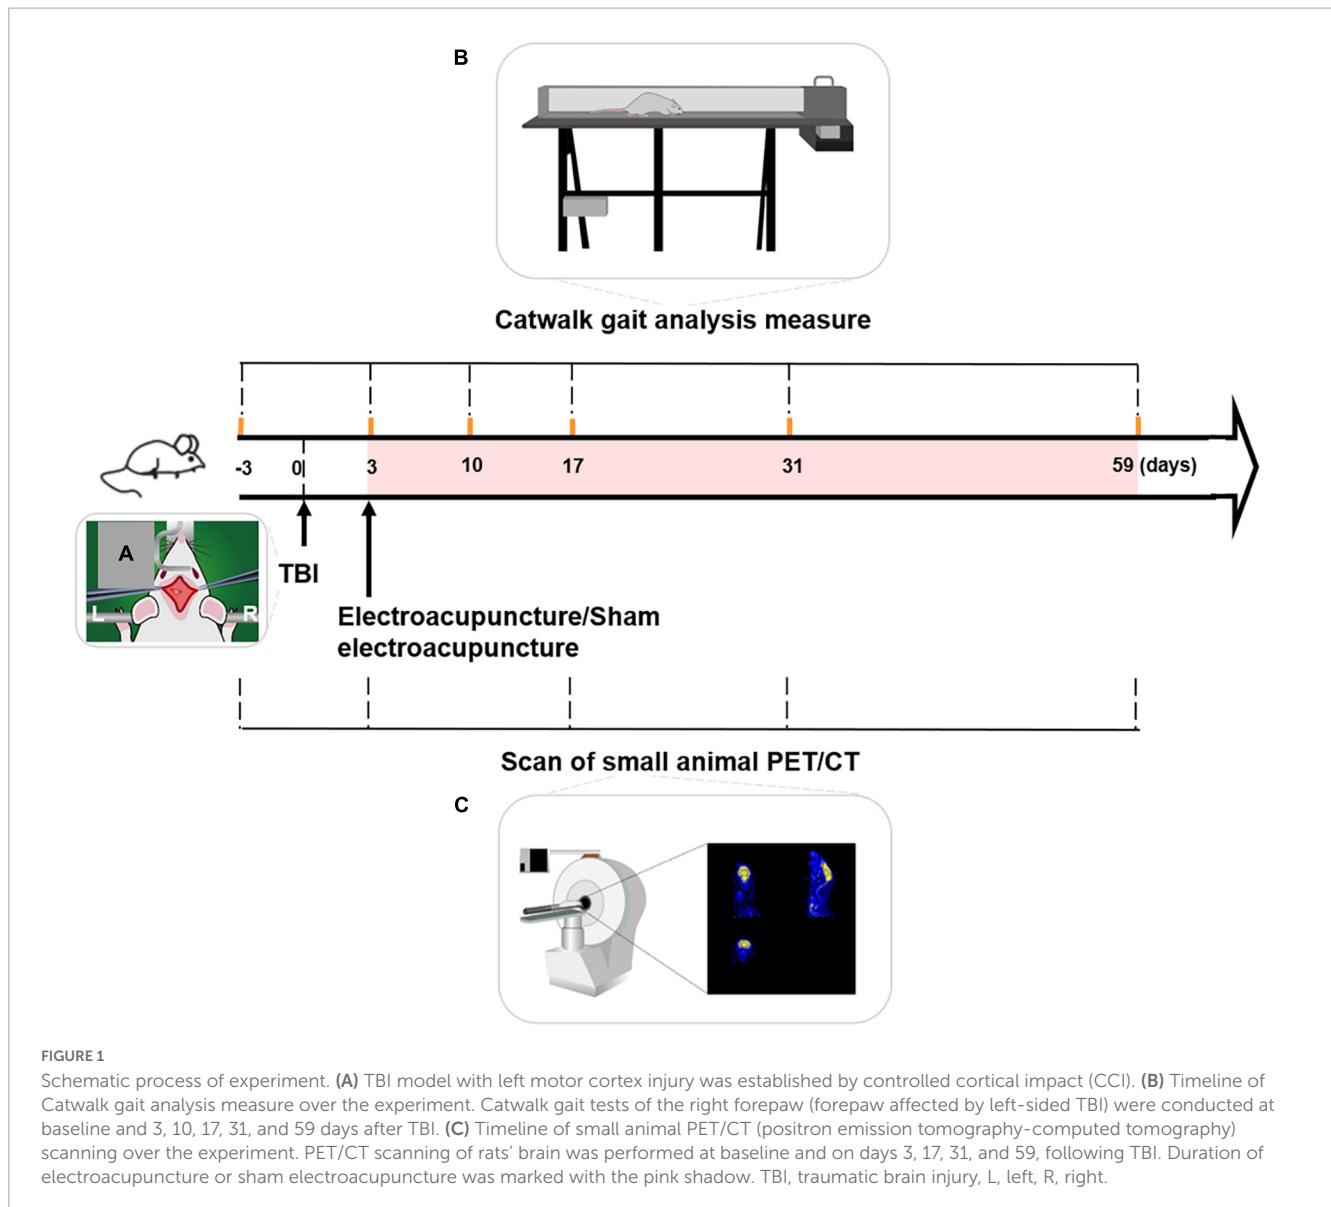 B
Catwalk gait analysis measure
-3 0 3 10 17 31 59 (days)
A
L R
TBI
Electroacupuncture/Sham
electroacupuncture
Scan of small animal PET/CT
C
FIGURE 1
Schematic process of experiment. (A) TBI model with left motor cortex injury was established by controlled cortical impact (CCI). (B) Timeline of
Catwalk gait analysis measure over the experiment. Catwalk gait tests of the right forepaw (forepaw affected by left-sided TBI) were conducted at
baseline and 3, 10, 17, 31, and 59 days after TBI. (C) Timeline of small animal PET/CT (positron emission tomography-computed tomography)
scanning over the experiment. PET/CT scanning of rats’ brain was performed at baseline and on days 3, 17, 31, and 59, following TBI. Duration of
electroacupuncture or sham electroacupuncture was marked with the pink shadow. TBI, traumatic brain injury, L, left, R, right.